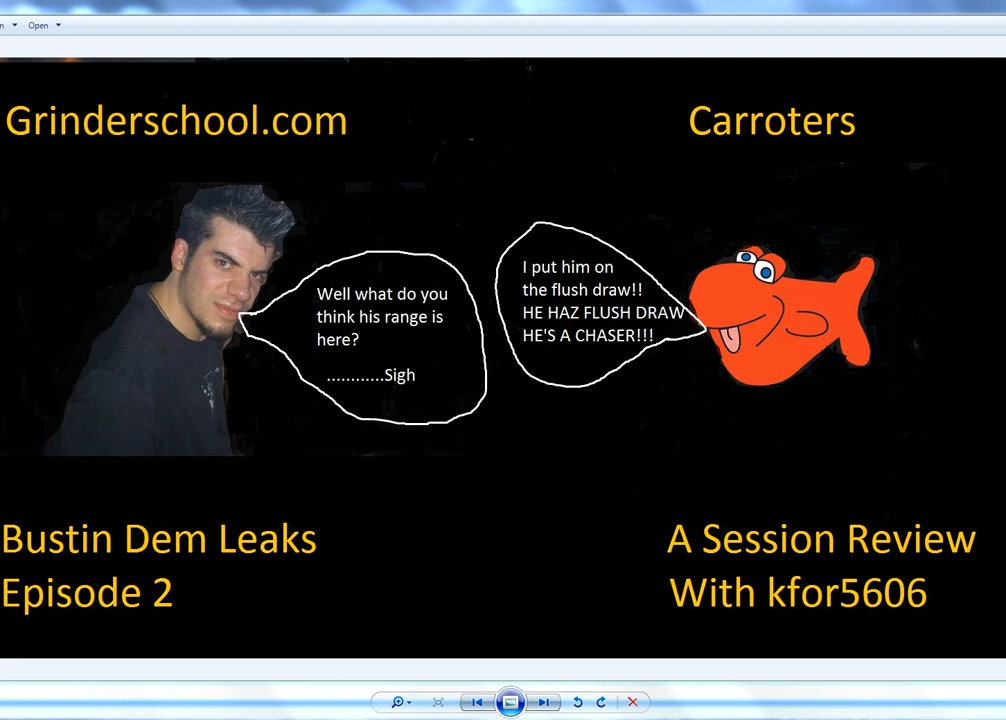 Open
Grinderschool.com
Carroters
Well what do you
think his range is
here?
............Sigh
I put him on
the flush draw!!
HE HAZ FLUSH DRAW
HE'S A CHASER!!!
Bustin Dem Leaks
Episode 2
A Session Review
With kfor5606